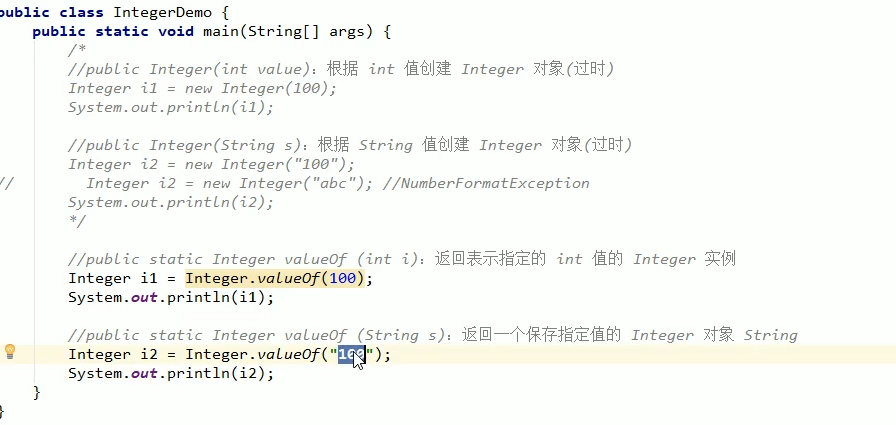 public class IntegerDemo {
public static void main(String[] args) {
/*
//public Integer(int value)：根据 int 值创建 Integer 对象(过时)
Integer i1 = new Integer(100);
System.out.println(i1);
//public Integer(String s)：根据 String 值创建 Integer 对象(过时)
Integer i2 = new Integer("100");
// Integer i2 = new Integer("abc"); //NumberFormatException
System.out.println(i2);
*/
//public static Integer valueOf (int i)：返回表示指定的 int 值的 Integer 实例
Integer i1 = Integer.valueOf(100);
System.out.println(i1);
//public static Integer valueOf (String s)：返回一个保存指定值的 Integer 对象 String
Integer i2 = Integer.valueOf("100");
System.out.println(i2);
}
}